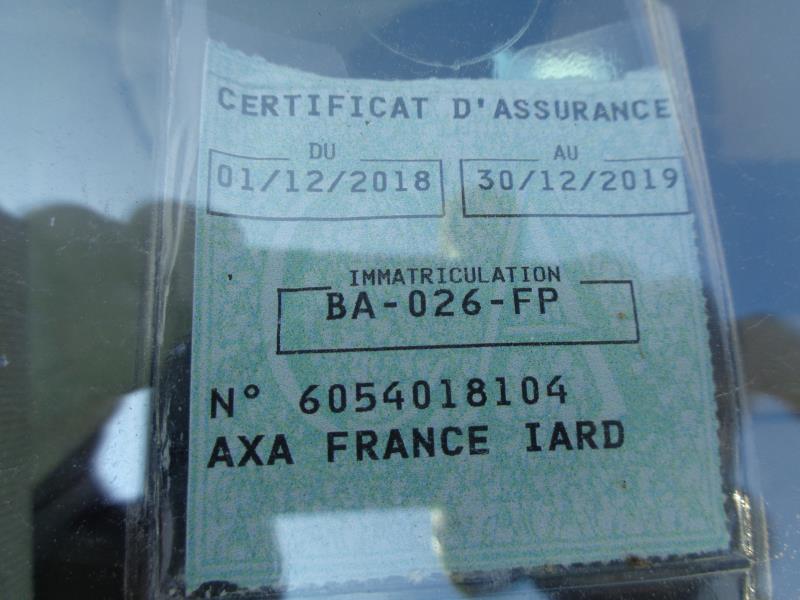 CERTIFICAT D'ASSURANCE
DU AU
01/12/2018 30/12/2019
IMMATRICULATION
BA-026-FP
N° 6054018104
AXA FRANCE IARD